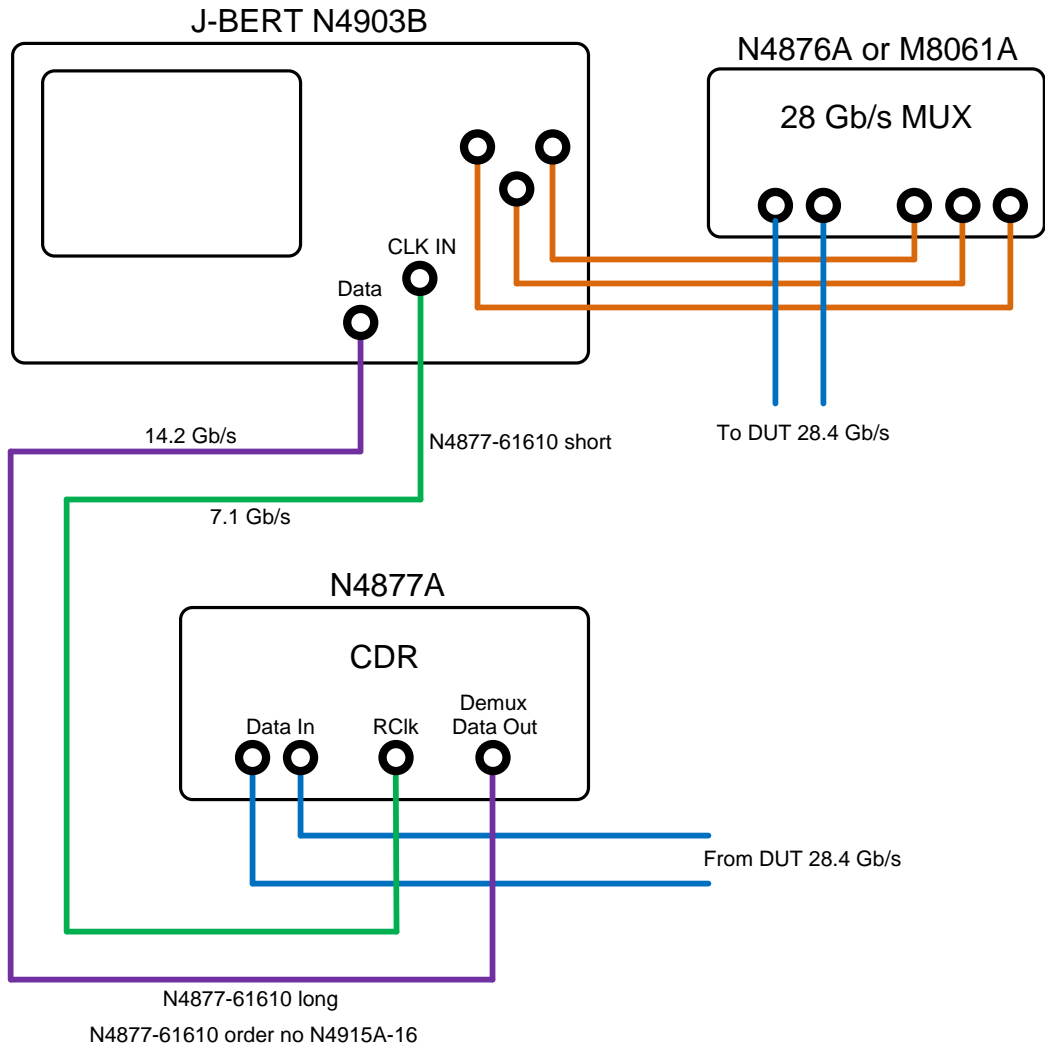 J-BERT N4903B
N4876A or M8061A
28 Gb/s MUX
CLK IN
Data
14.2 Gb/s
N4877-61610 short
To DUT 28.4 Gb/s
7.1 Gb/s
N4877A
CDR
Demux
Data In
RClk
Data Out
From DUT 28.4 Gb/s
N4877-61610 long
N4877-61610 order no N4915A-16